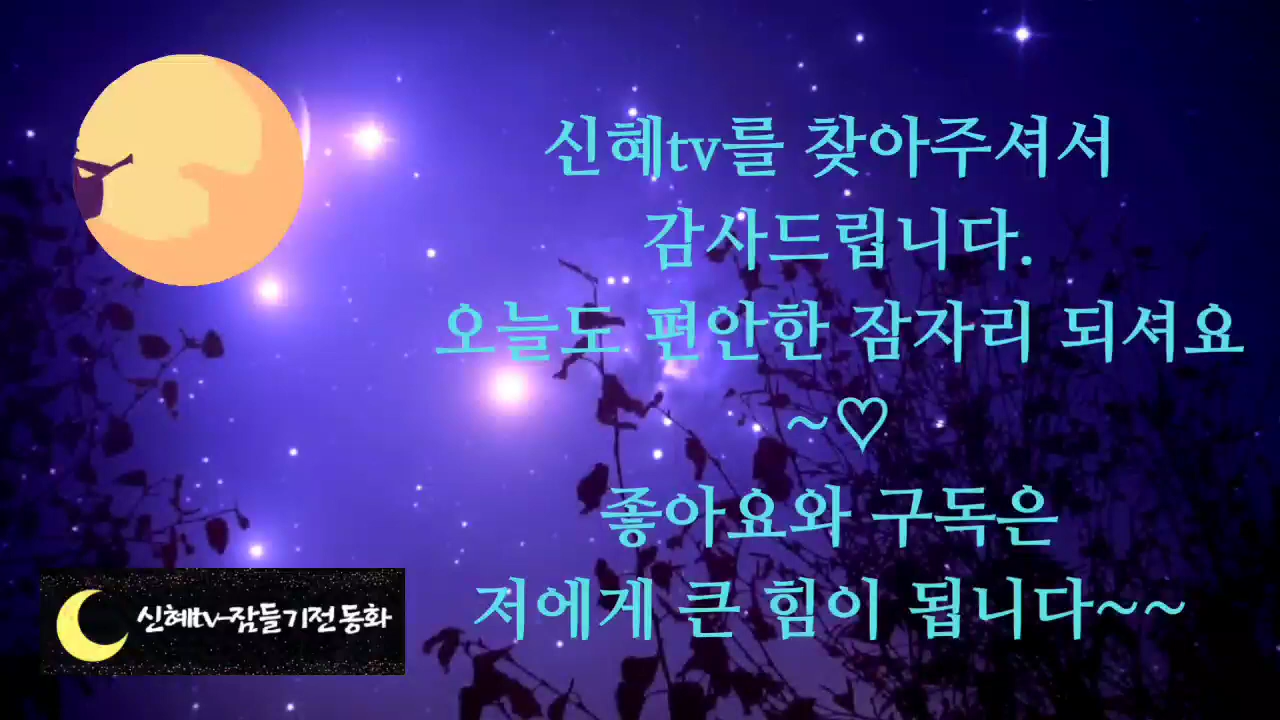 신혜tv를 찾아주셔서
감사드립니다.
오늘도 편안한 잠자리 되셔요
~♡
좋아요와 구독은
저에게 큰 힘이 됩니다~~
신혜tv-잠들기전 동화